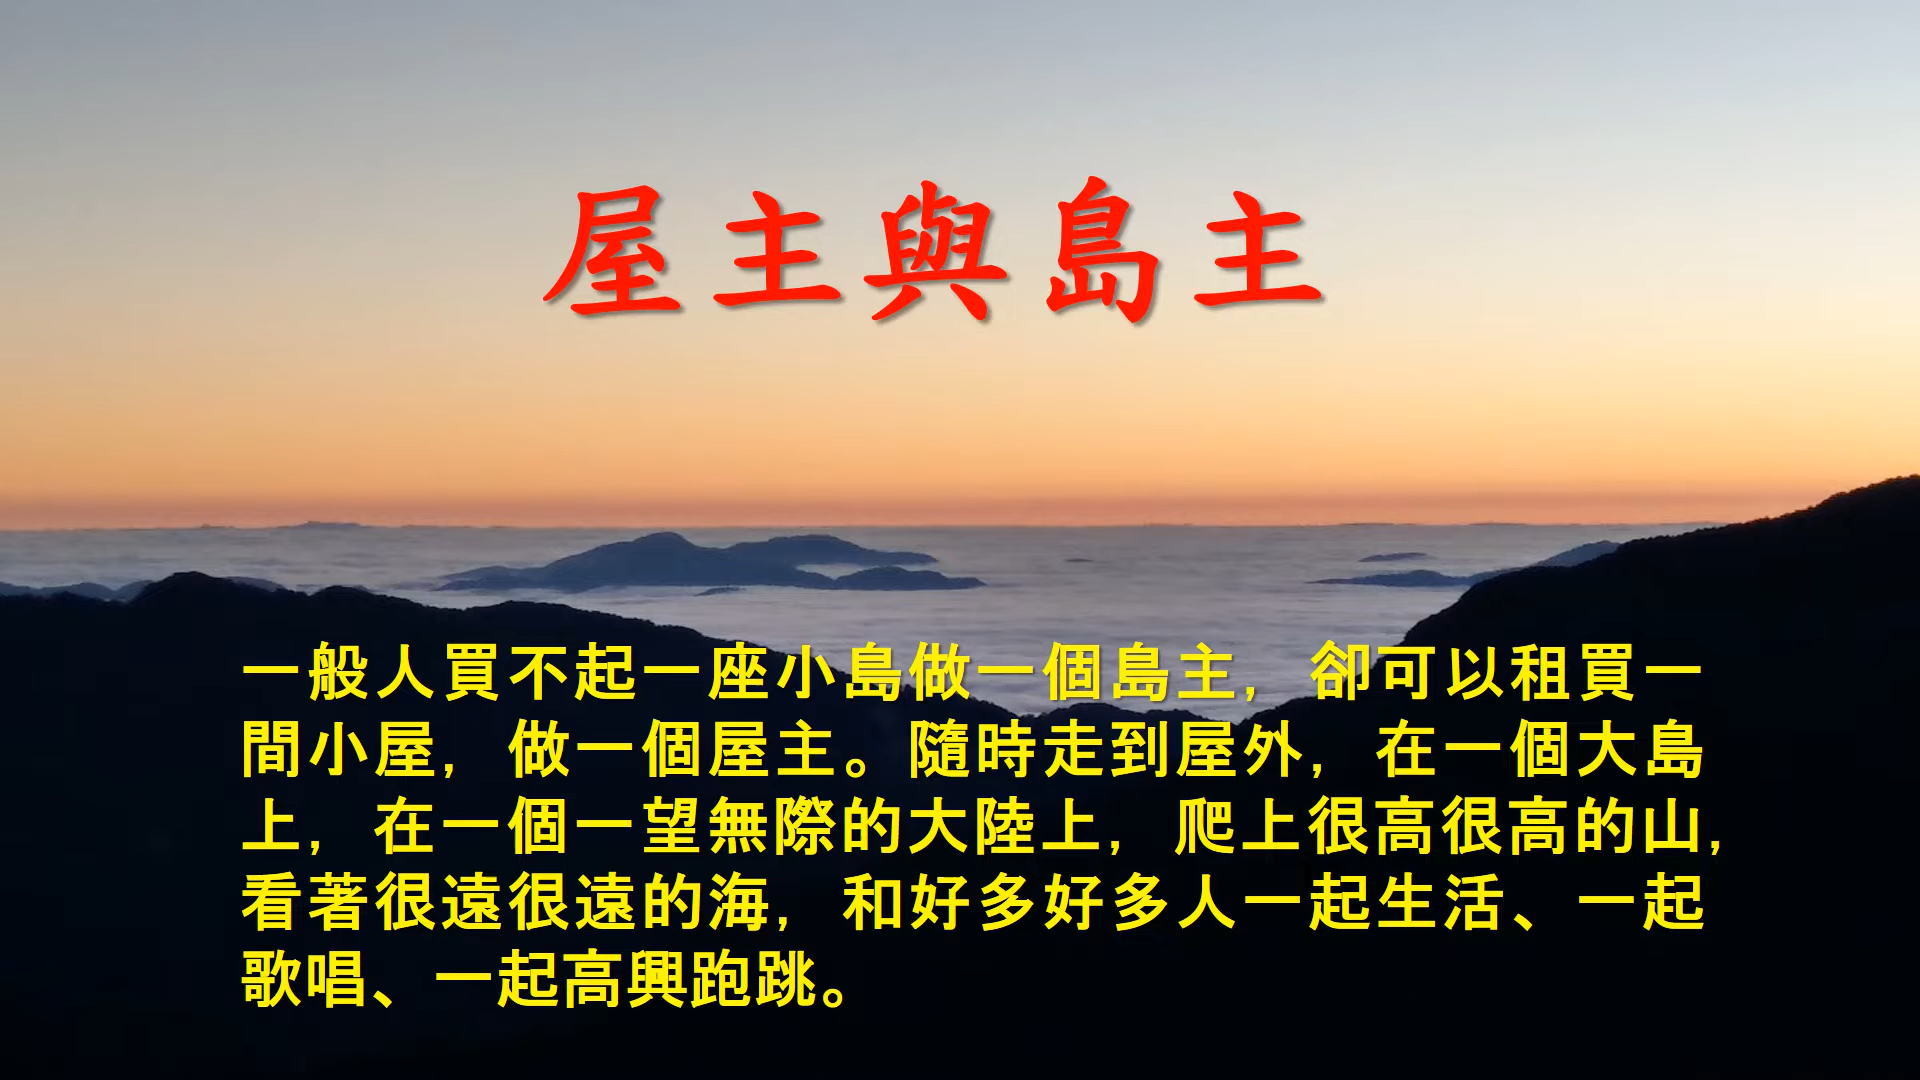 屋主與島主
一般人買不起一座小島做一個島主，卻可以租買一
間小屋，做一個屋主。隨時走到屋外，在一個大島
上，在一個一望無際的大陸上，爬上很高很高的山，
看著很遠很遠的海，和好多好多人一起生活、一起
歌唱、一起高興跑跳。